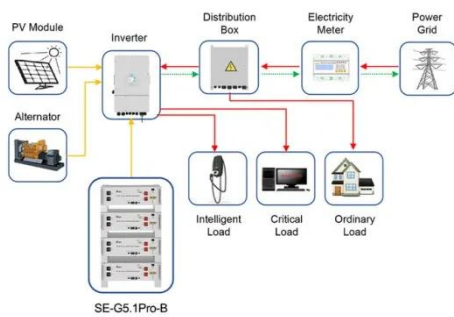 PV Module
Inverter
Distribution
Box
Electricity
Meter
Power
Grid
Alternator
Intelligent
Load
Critical
Load
Ordinary
Load
SE-G5.1Pro-B